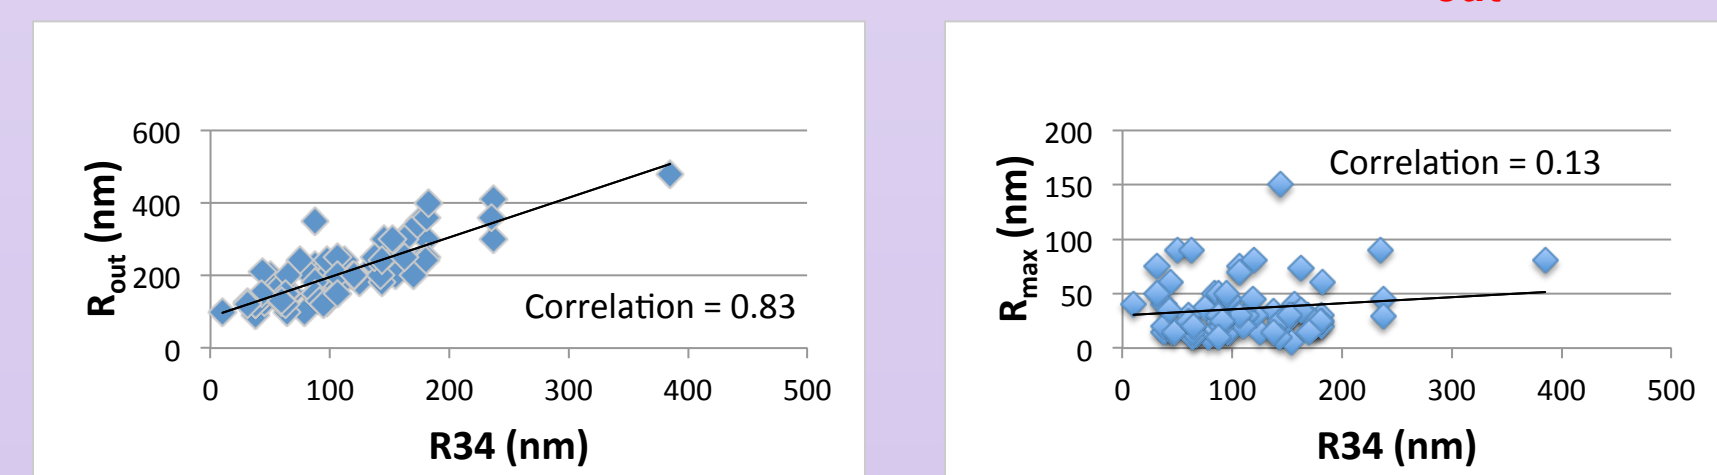 600
400
200
0
0 100 200 300 400 500
Rout (nm)
Correlation = 0.83
R34 (nm)
200
150
100
50
0
0 100 200 300 400 500
Rmax (nm)
Correlation = 0.13
R34 (nm)